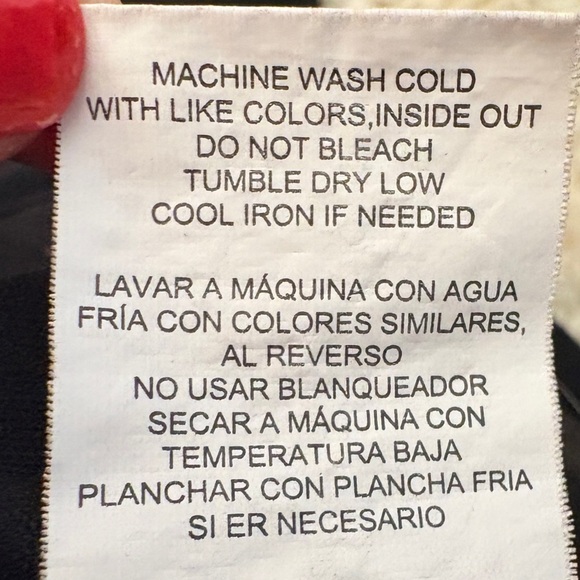 MACHINE WASH COLD
WITH LIKE COLORS,INSIDE OUT
DO NOT BLEACH
TUMBLE DRY LOW
COOL IRON IF NEEDED
LAVAR A MÁQUINA CON AGUA
FRÍA CON COLORES SIMILARES,
AL REVERSO
NO USAR BLANQUEADOR
SECAR A MÁQUINA CON
TEMPERATURA BAJA
PLANCHAR CON PLANCHA FRIA
SI ER NECESARIO